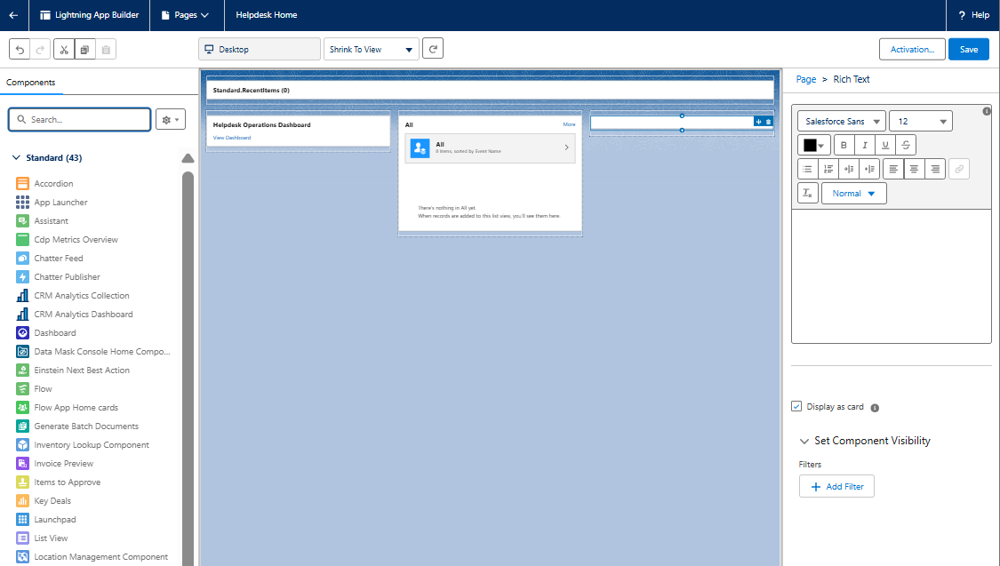 Lightning App Builder Pages Helpdesk Home ? Help
Desktop Shrink To View Activation... Save
Components
Search...
Standard (43)
Accordion
App Launcher
Assistant
Cdp Metrics Overview
Chatter Feed
Chatter Publisher
CRM Analytics Collection
CRM Analytics Dashboard
Dashboard
Data Mask Console Home Compo...
Einstein Next Best Action
Flow
Flow App Home cards
Generate Batch Documents
Inventory Lookup Component
Invoice Preview
Items to Approve
Key Deals
Launchpad
List View
Location Management Component
Standard.RecentItems (0)
Helpdesk Operations Dashboard
View Dashboard
All More
All
0 items, sorted by Event Name
There's nothing in All yet.
When records are added to this list view, you'll see them here.
Page > Rich Text
Salesforce Sans 12
B I U S
Tx Normal
Display as card
Set Component Visibility
Filters
+ Add Filter